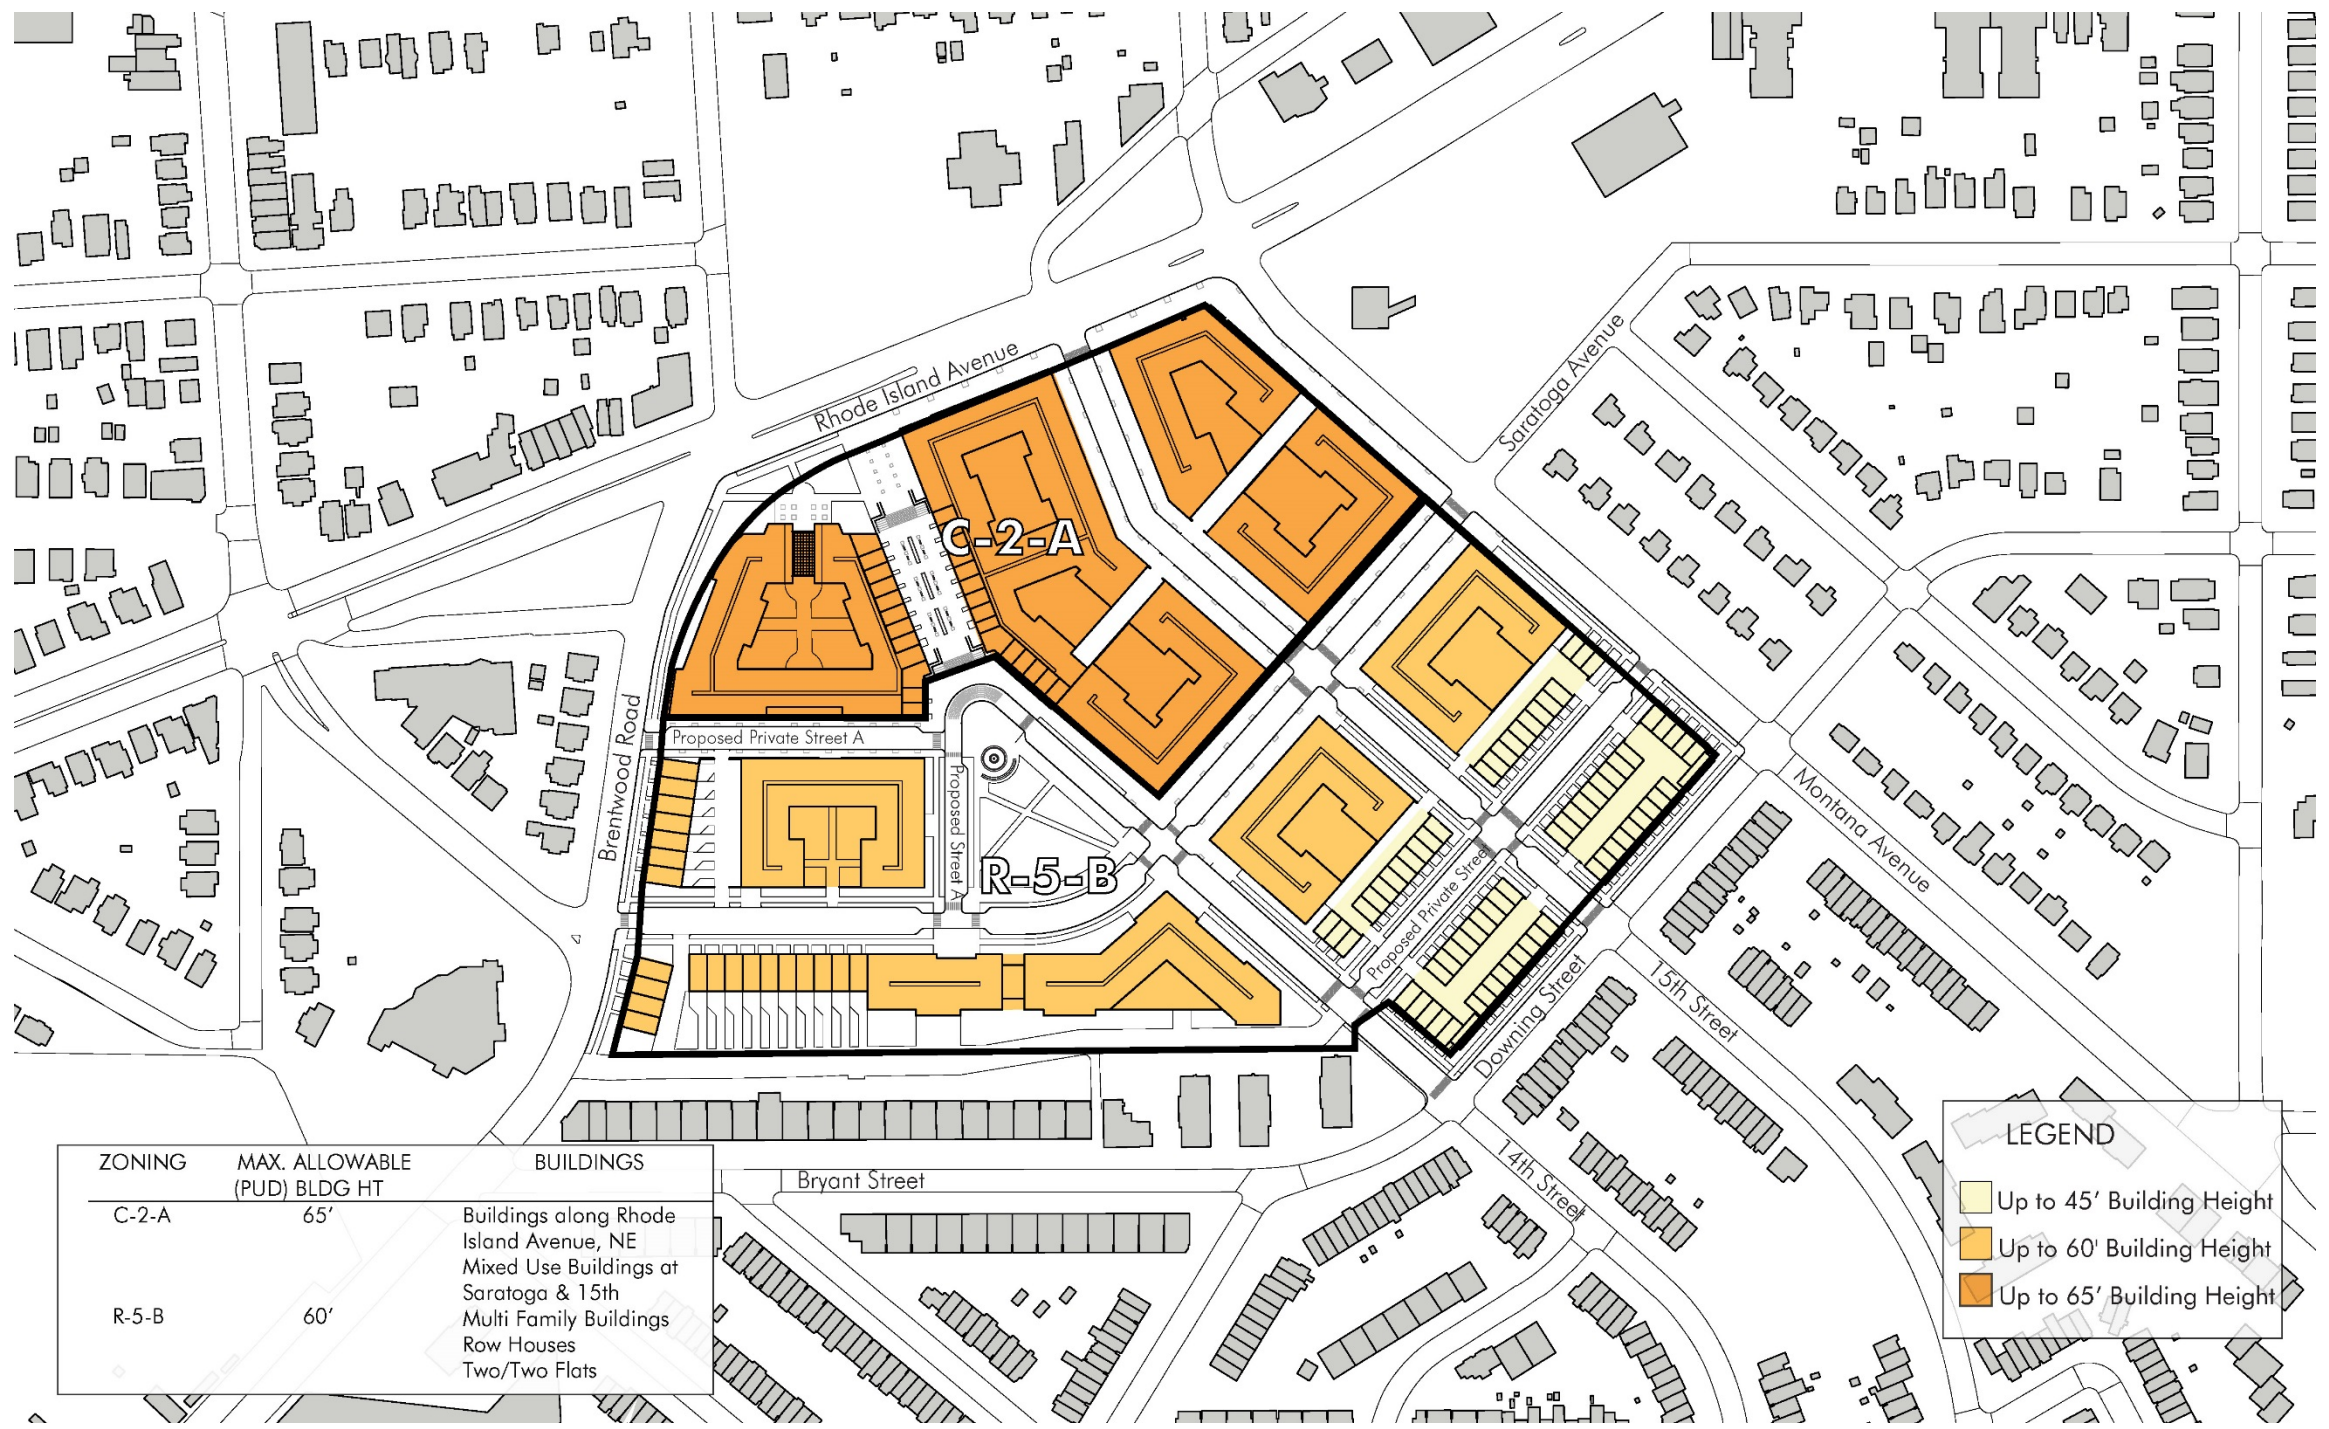 Rhode Island Avenue
Saratoga Avenue
C-2-A
Brentwood Road
Proposed Private Street A
Proposed Private Street A
R-5-B
Proposed Private Street
Montana Avenue
15th Street
Downing Street
14th Street
Bryant Street
ZONING MAX. ALLOWABLE BUILDINGS
(PUD) BLDG HT
C-2-A 65' Buildings along Rhode
Island Avenue, NE
Mixed Use Buildings at
Saratoga & 15th
R-5-B 60' Multi Family Buildings
Row Houses
Two/Two Flats
LEGEND
Up to 45' Building Height
Up to 60' Building Height
Up to 65' Building Height